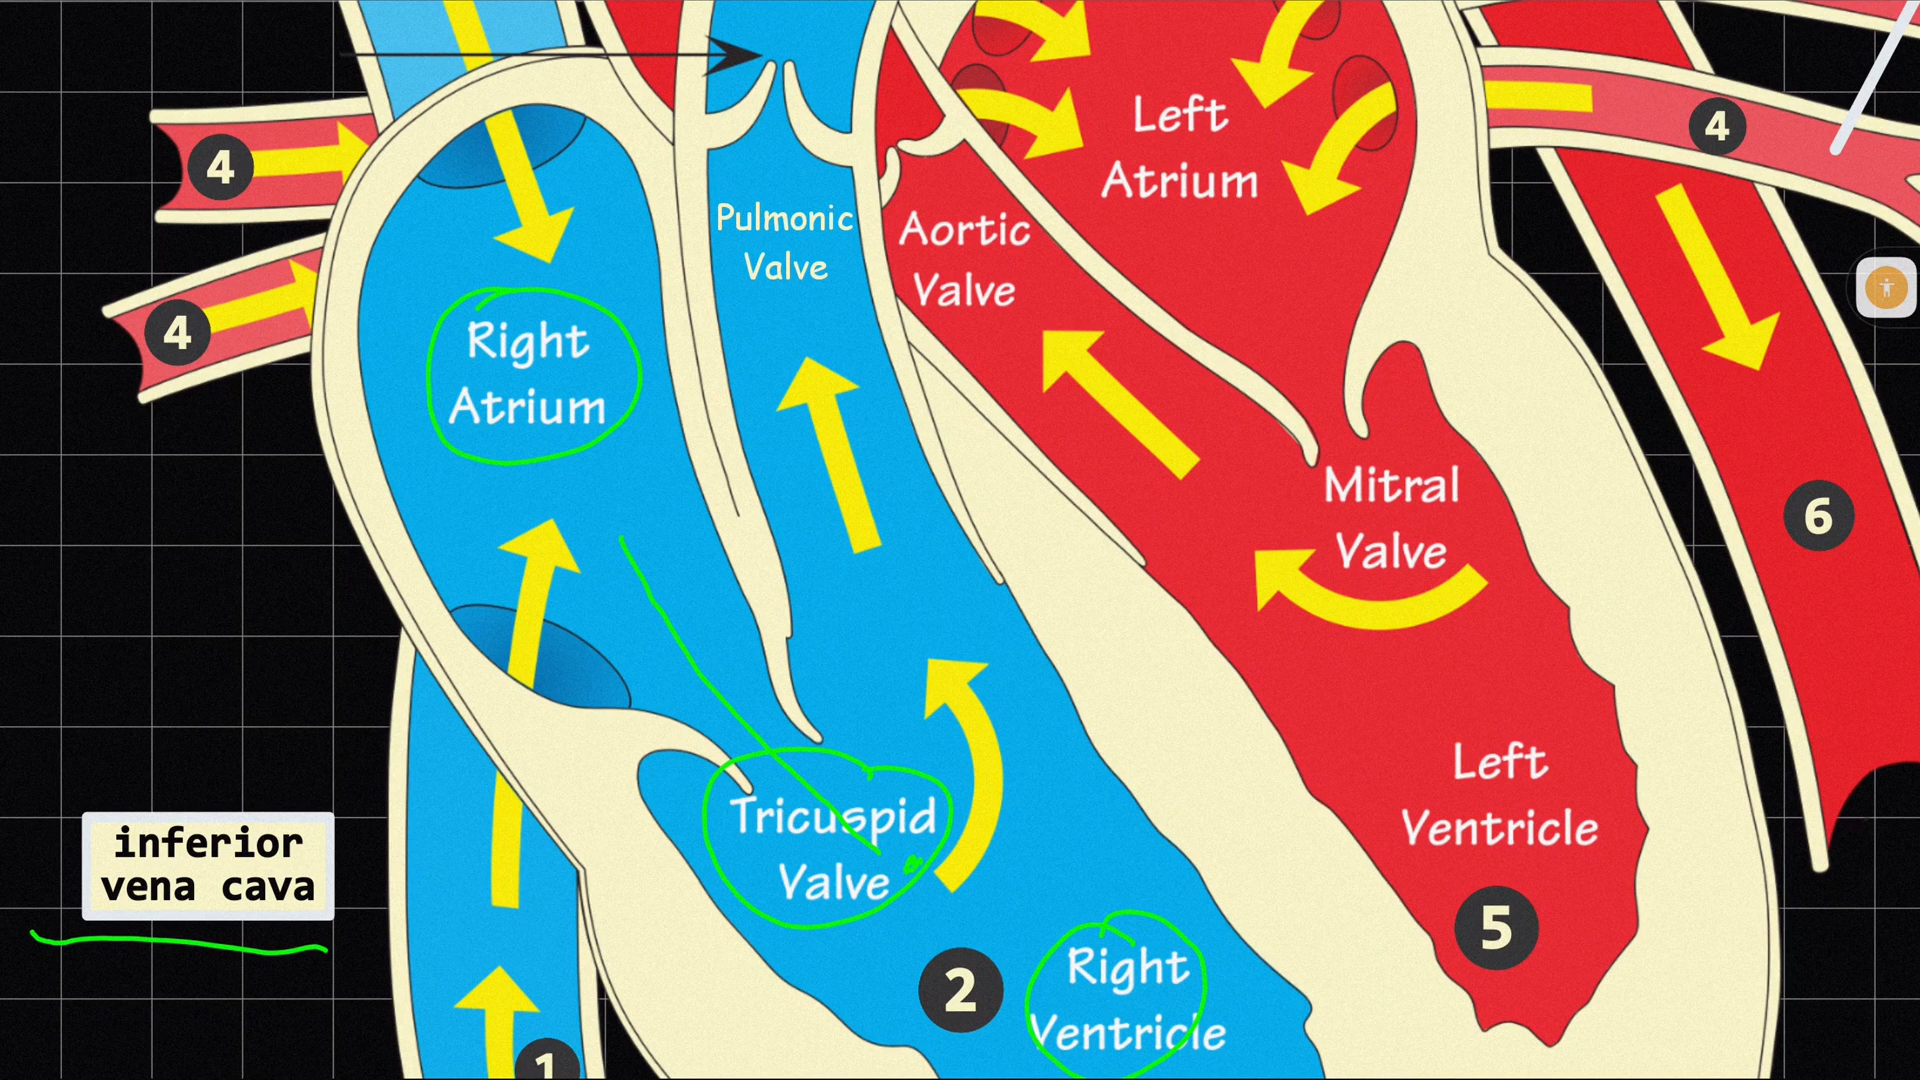 4
4
Right
Atrium
Pulmonic
Valve
Aortic
Valve
Left
Atrium
4
6
Mitral
Valve
Left
Ventricle
5
Tricuspid
Valve
2
Right
Ventricle
inferior
vena cava
1